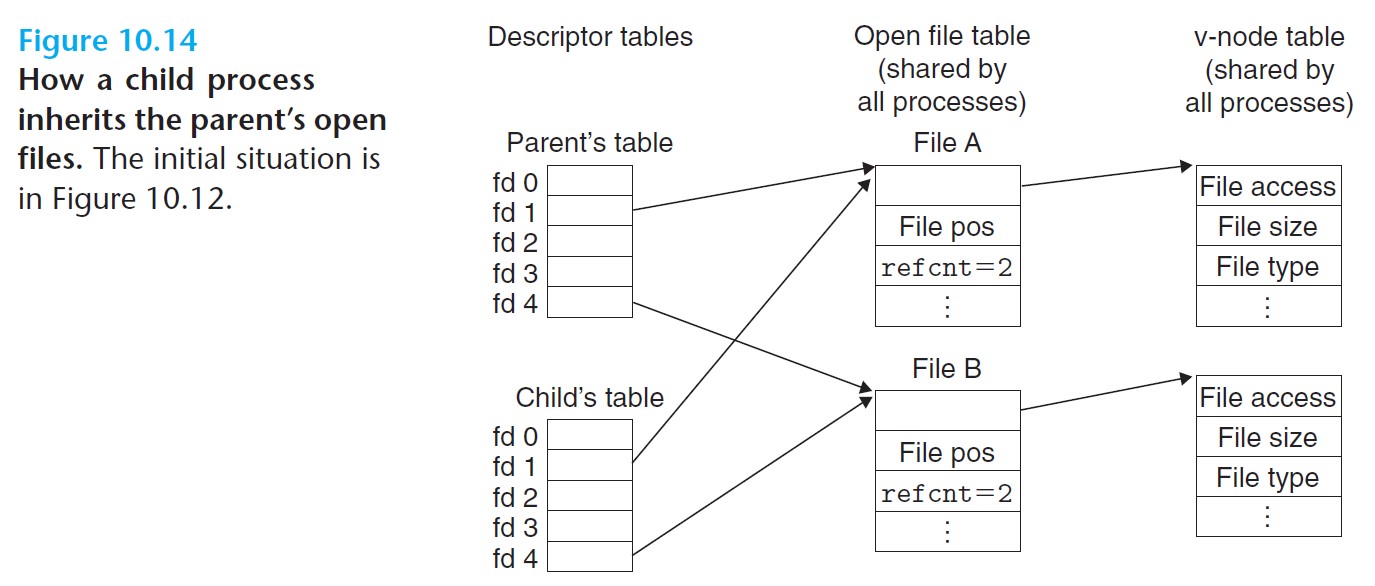 Figure 10.14
How a child process
inherits the parent's open
files. The initial situation is
in Figure 10.12.
Descriptor tables
Open file table
(shared by
all processes)
v-node table
(shared by
all processes)
Parent's table
fd 0
fd 1
fd 2
fd 3
fd 4
Child's table
fd 0
fd 1
fd 2
fd 3
fd 4
File A
File pos
refcnt=2
⋮
File B
File pos
refcnt=2
⋮
File access
File size
File type
⋮
File access
File size
File type
⋮